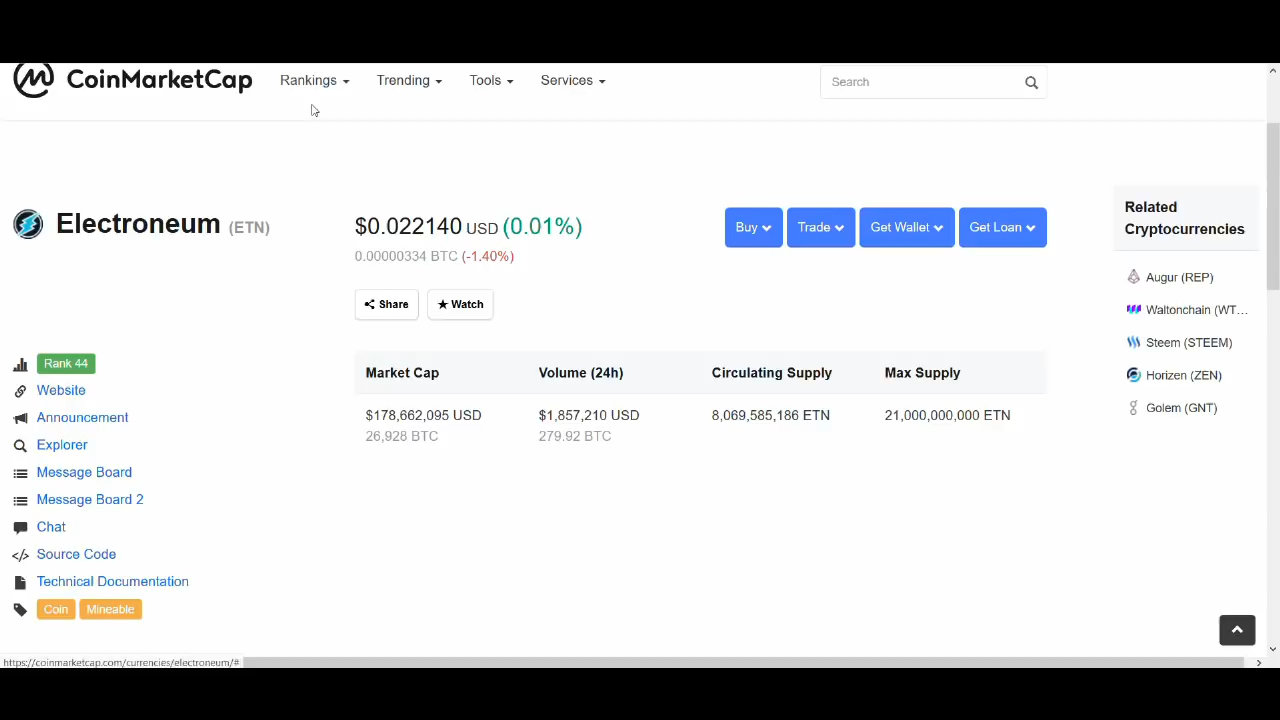 CoinMarketCap Rankings Trending Tools Services Search
Electroneum (ETN)
$0.022140 USD (0.01%)
0.00000334 BTC (-1.40%)
Buy Trade Get Wallet Get Loan
Share Watch
Rank 44
Website
Announcement
Explorer
Message Board
Message Board 2
Chat
Source Code
Technical Documentation
Coin Mineable
Market Cap Volume (24h) Circulating Supply Max Supply
$178,662,095 USD $1,857,210 USD 8,069,585,186 ETN 21,000,000,000 ETN
26,928 BTC 279.92 BTC
Related
Cryptocurrencies
Augur (REP)
Waltonchain (WT...
Steem (STEEM)
Horizen (ZEN)
Golem (GNT)
https://coinmarketcap.com/currencies/electroneum/#